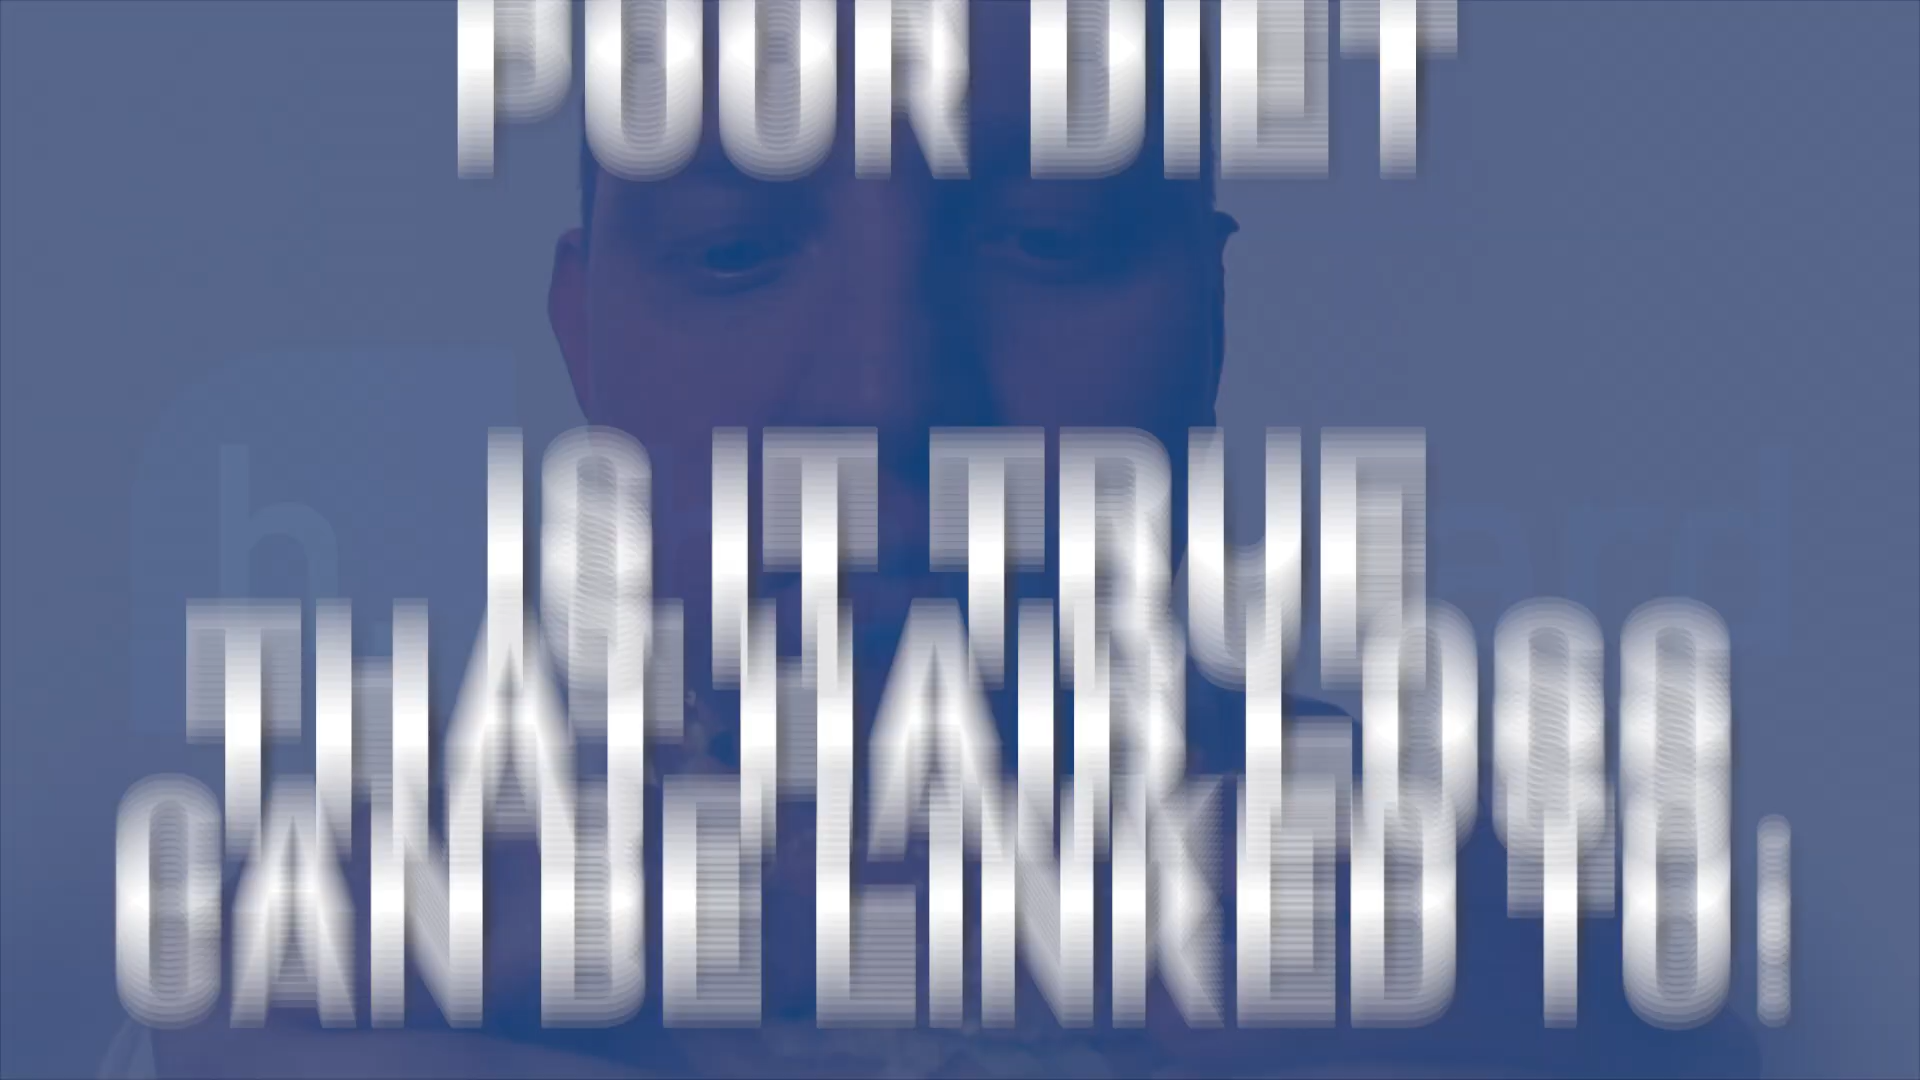 POOR DIET
IS IT TRUE
THAT HAIR LOSS
CAN BE LINKED TO:
h